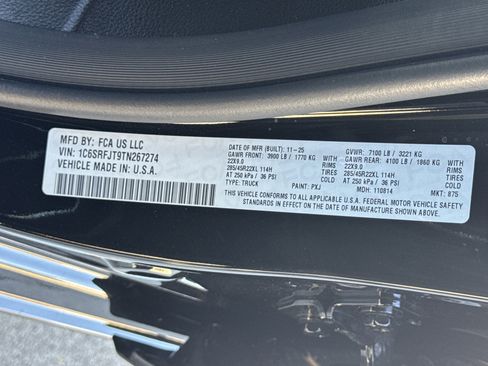 MFD BY: FCA US LLC
VIN: 1C6SRFJT9TN267274
VEHICLE MADE IN: U.S.A.
DATE OF MFR (BUILT): 11-25 GVWR: 7100 LB / 3221 KG
GAWR FRONT: 3900 LB / 1770 KG GAWR REAR: 4100 LB / 1860 KG
22X9.0 RIMS 22X9.0 RIMS
285/45R22XL 114H TIRES 285/45R22XL 114H TIRES
AT 250 kPa / 36 PSI COLD AT 250 kPa / 36 PSI COLD
TYPE: TRUCK PAINT: PXJ MDH: 110814 MKT: 875
THIS VEHICLE CONFORMS TO ALL APPLICABLE U.S.A. FEDERAL MOTOR VEHICLE SAFETY
STANDARDS IN EFFECT ON THE DATE OF MANUFACTURE SHOWN ABOVE.